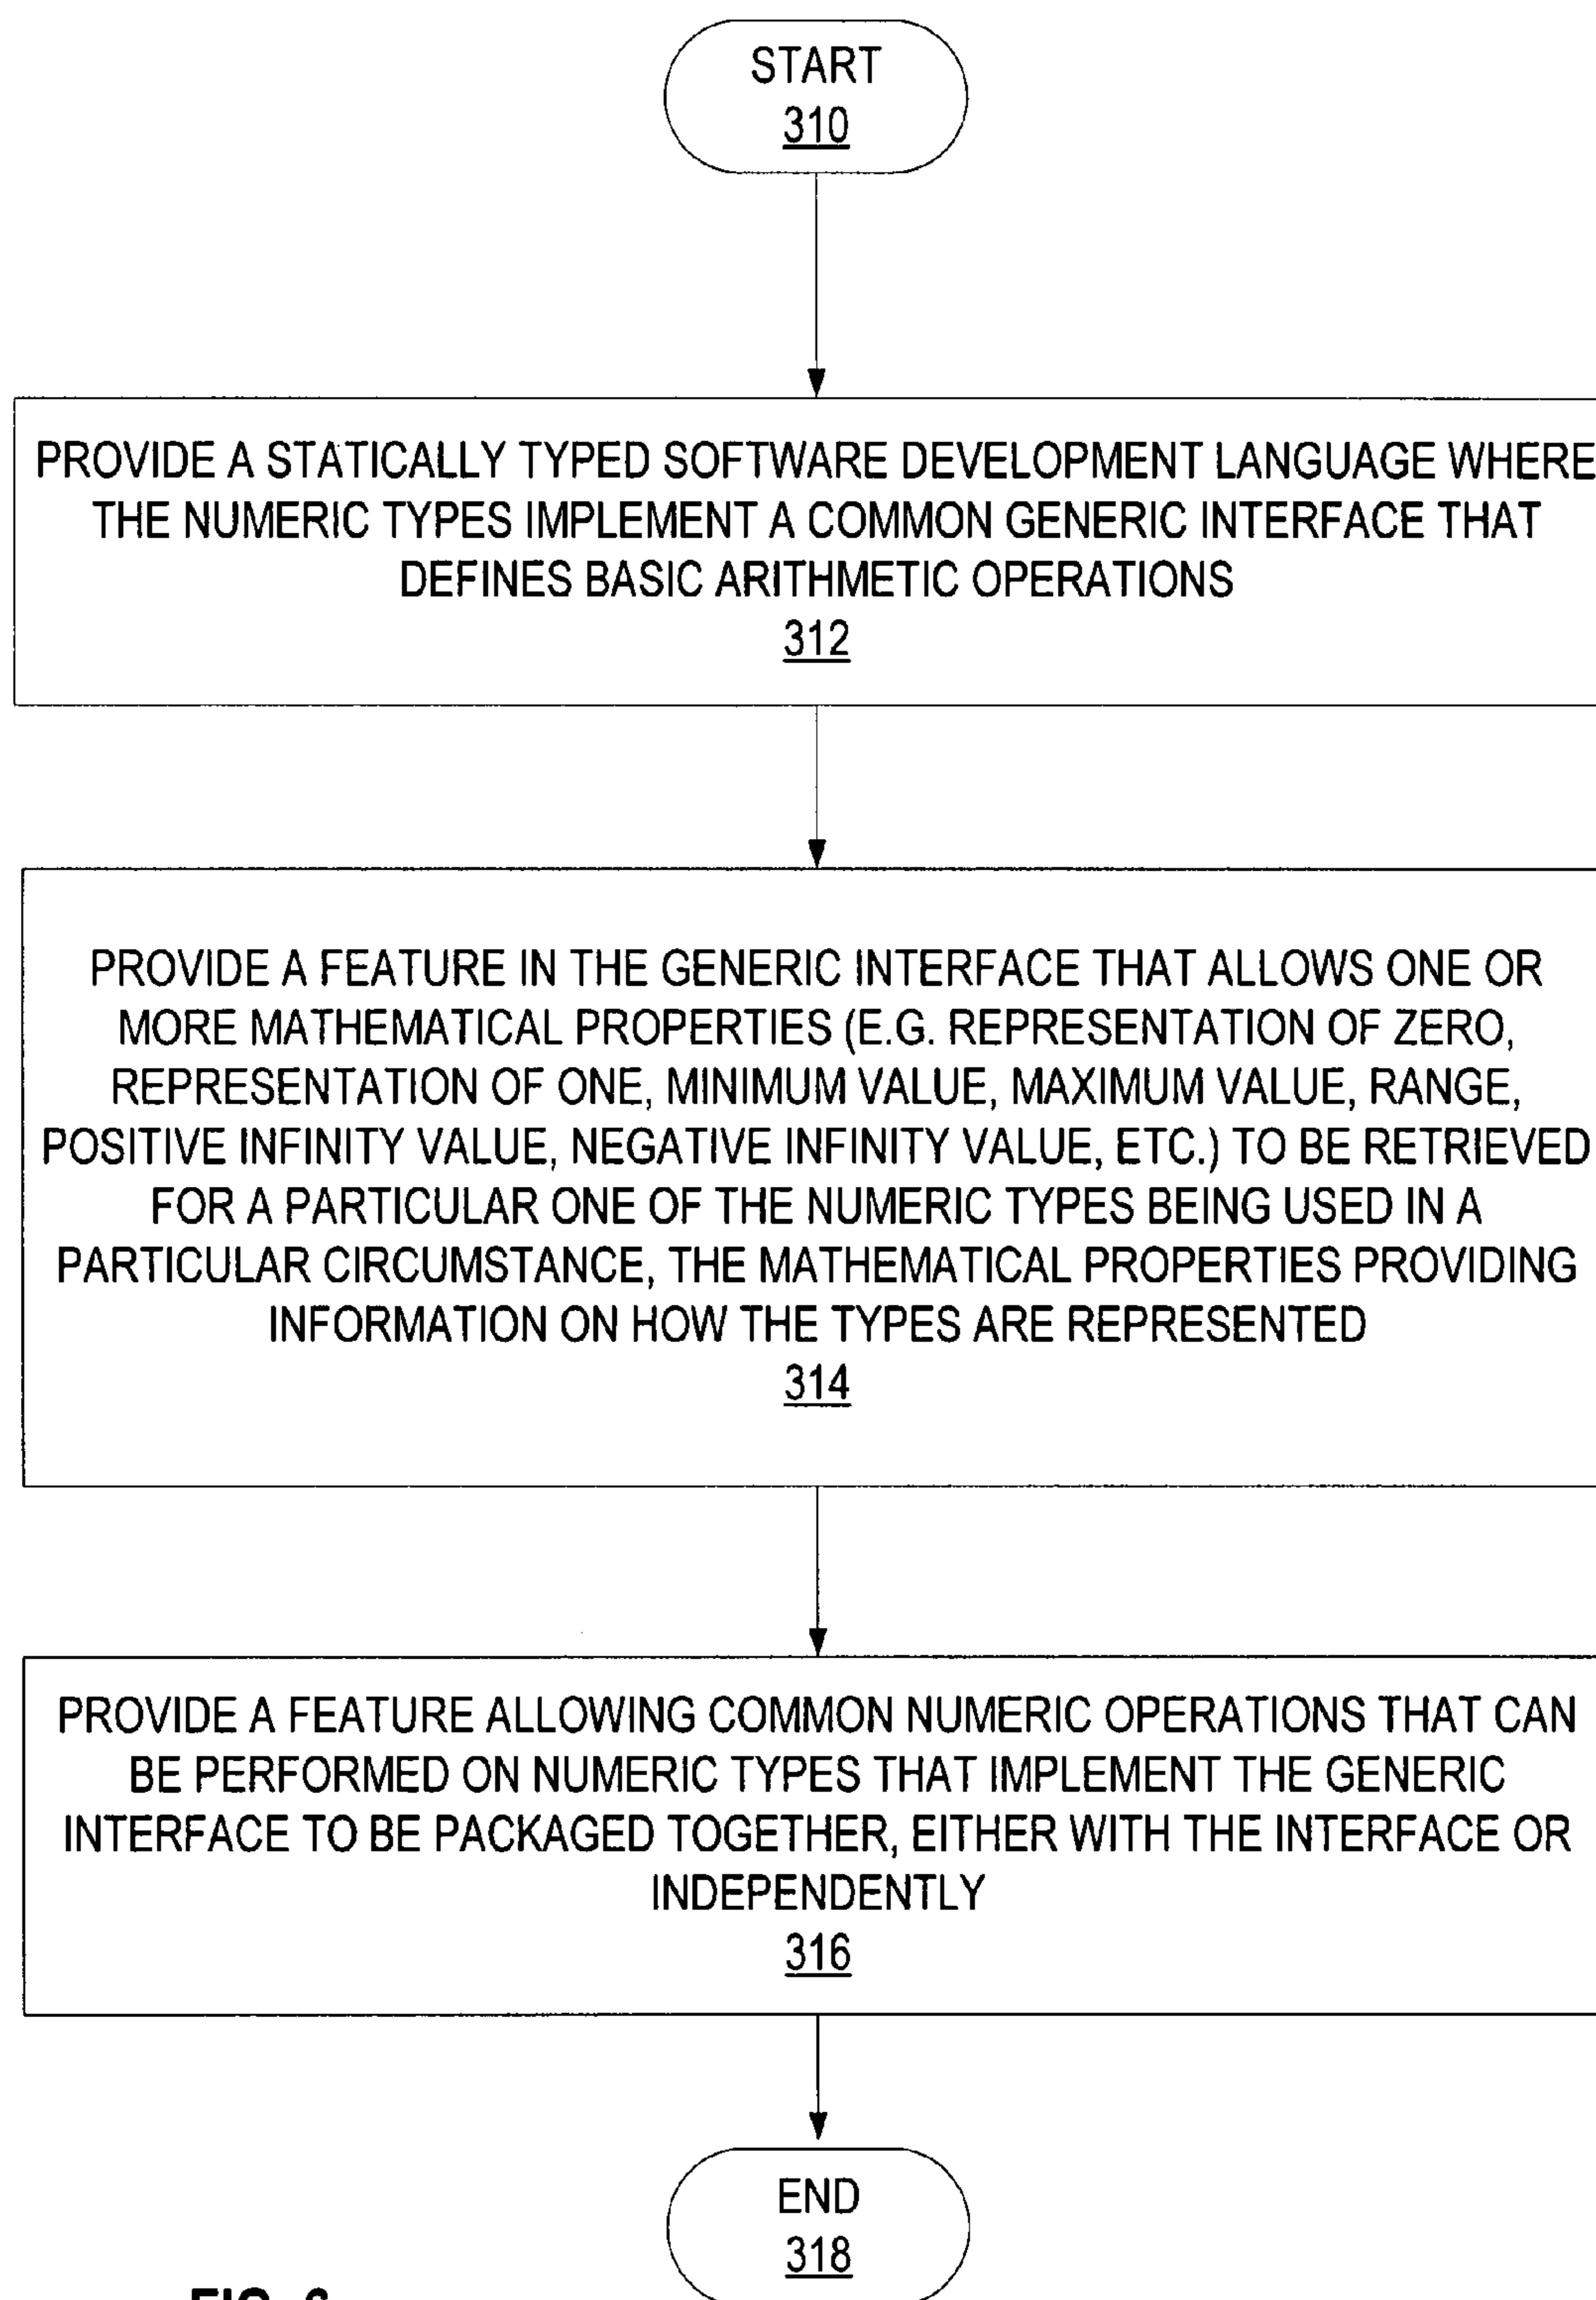 START
310
PROVIDE A STATICALLY TYPED SOFTWARE DEVELOPMENT LANGUAGE WHERE
THE NUMERIC TYPES IMPLEMENT A COMMON GENERIC INTERFACE THAT
DEFINES BASIC ARITHMETIC OPERATIONS
312
PROVIDE A FEATURE IN THE GENERIC INTERFACE THAT ALLOWS ONE OR
MORE MATHEMATICAL PROPERTIES (E.G. REPRESENTATION OF ZERO,
REPRESENTATION OF ONE, MINIMUM VALUE, MAXIMUM VALUE, RANGE,
POSITIVE INFINITY VALUE, NEGATIVE INFINITY VALUE, ETC.) TO BE RETRIEVED
FOR A PARTICULAR ONE OF THE NUMERIC TYPES BEING USED IN A
PARTICULAR CIRCUMSTANCE, THE MATHEMATICAL PROPERTIES PROVIDING
INFORMATION ON HOW THE TYPES ARE REPRESENTED
314
PROVIDE A FEATURE ALLOWING COMMON NUMERIC OPERATIONS THAT CAN
BE PERFORMED ON NUMERIC TYPES THAT IMPLEMENT THE GENERIC
INTERFACE TO BE PACKAGED TOGETHER, EITHER WITH THE INTERFACE OR
INDEPENDENTLY
316
END
318
FIG.